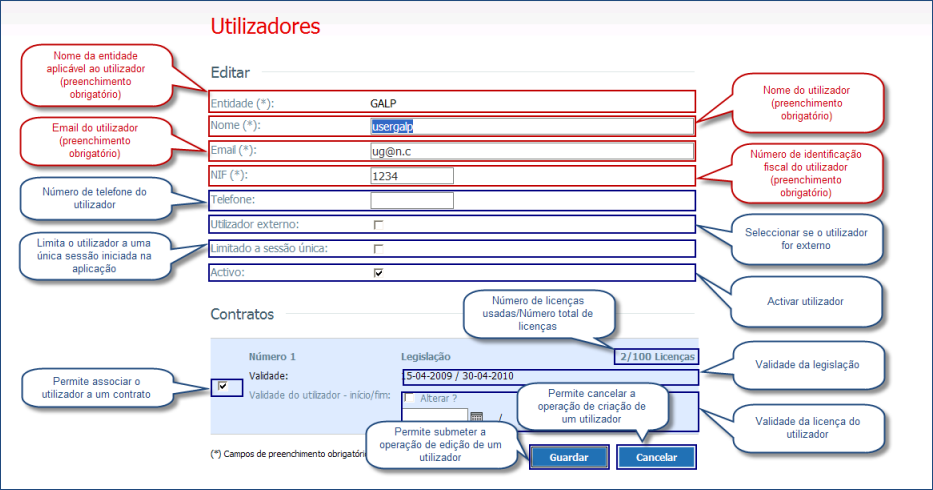 Utilizadores
Nome da entidade
aplicável ao utilizador
(preenchimento
obrigatório)
Editar
Nome do utilizador
(preenchimento
obrigatório)
Entidade (*): GALP
Nome (*): usergalp
Email do utilizador
(preenchimento
obrigatório)
Email (*): ug@n.c
Número de identificação
fiscal do utilizador
(preenchimento
obrigatório)
NIF (*): 1234
Número de telefone do
utilizador
Telefone:
Utilizador externo:
Seleccionar se o utilizador
for externo
Limita o utilizador a uma
única sessão iniciada na
aplicação
Limitado a sessão única:
Activo:
Activar utilizador
Número de licenças
usadas/Número total de
licenças
Contratos
Número 1 Legislação 2/100 Licenças
Validade: 15-04-2009 / 30-04-2010
Validade da legislação
Permite associar o
utilizador a um contrato
Validade do utilizador - início/fim: Alterar ?
/
Permite cancelar a
operação de criação de
um utilizador
Validade da licença do
utilizador
Permite submeter a
operação de edição de um
utilizador
(*) Campos de preenchimento obrigatório
Guardar Cancelar